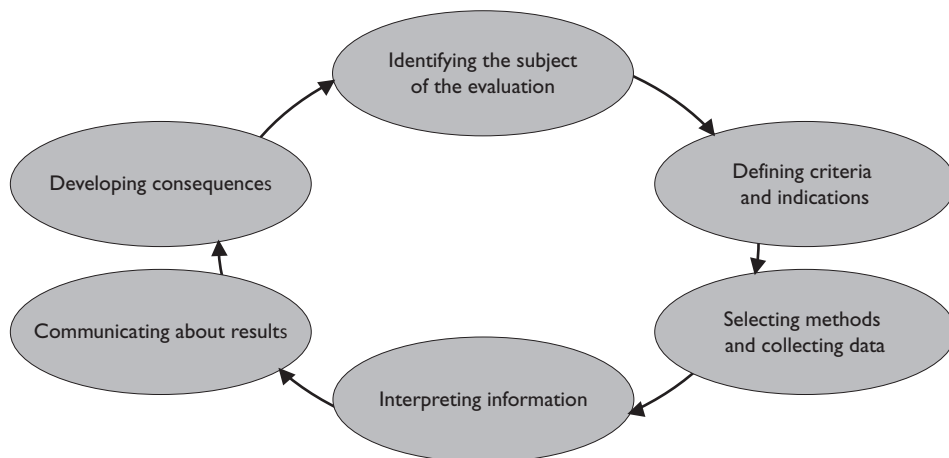 Identifying the subject
of the evaluation
Defining criteria
and indications
Selecting methods
and collecting data
Interpreting information
Communicating about results
Developing consequences